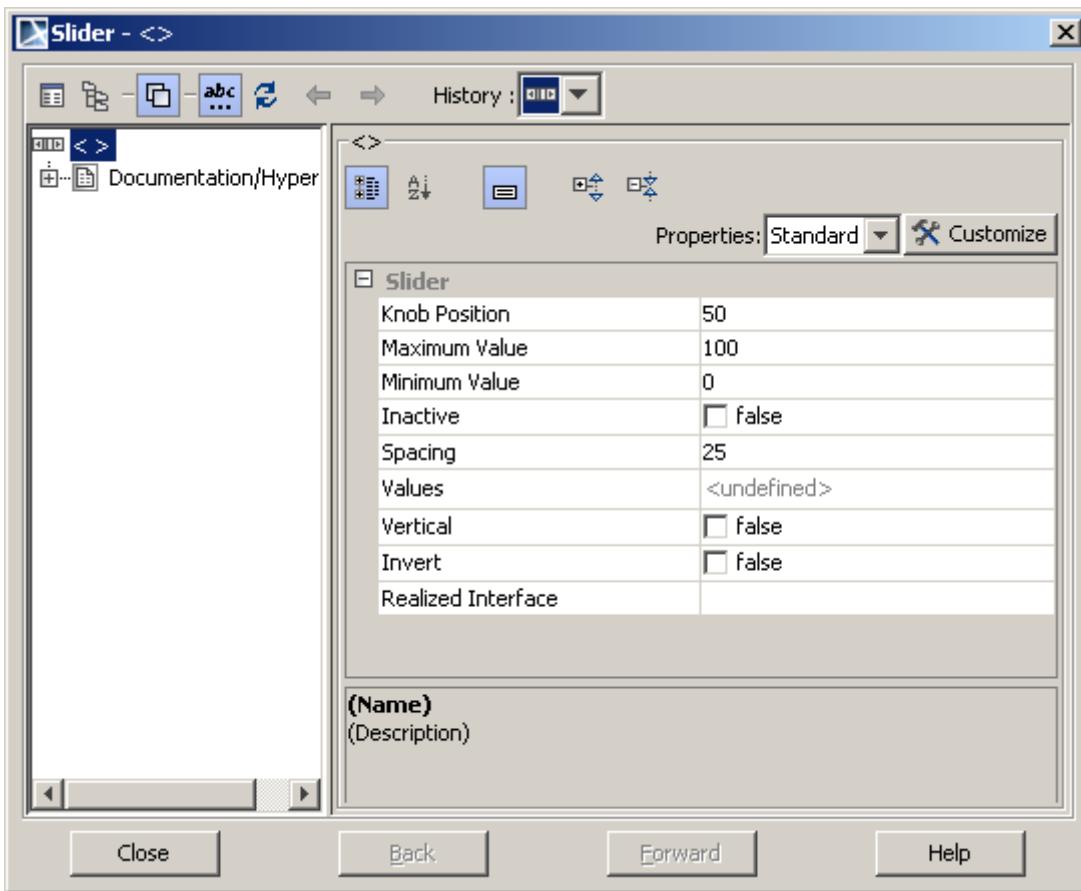 Slider - <>
abc
...
History :
< >
Documentation/Hyper
<>
A
Z
Properties: Standard Customize
Slider
Knob Position 50
Maximum Value 100
Minimum Value 0
Inactive false
Spacing 25
Values <undefined>
Vertical false
Invert false
Realized Interface
(Name)
(Description)
Close Back Forward Help